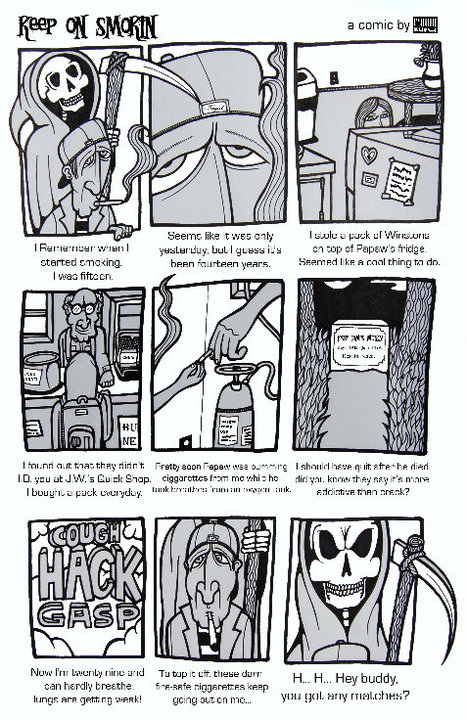 KEEP ON SMOKIN
a comic by
I Remember when I
started smoking.
I was fifteen.
Seems like it was only
yesterday, but I guess it's
been fourteen years.
I stole a pack of Winstons
on top of Papaw's fridge.
Seemed like a cool thing to do.
I found out that they didn't
I.D. you at J.W.'s Quick Shop.
I bought a pack everyday.
Pretty soon Papaw was bumming
ciggarettes from me while he
took breathes from an oxygen tank.
I should have quit after he died.
did you know they say it's more
addictive than crack?
COUGH
HACK
GASP
Now I'm twenty nine and
can hardly breathe.
lungs are getting weak!
To top it off, these darn
fire-safe ciggarettes keep
going out on me...
H... H... Hey buddy,
you got any matches?